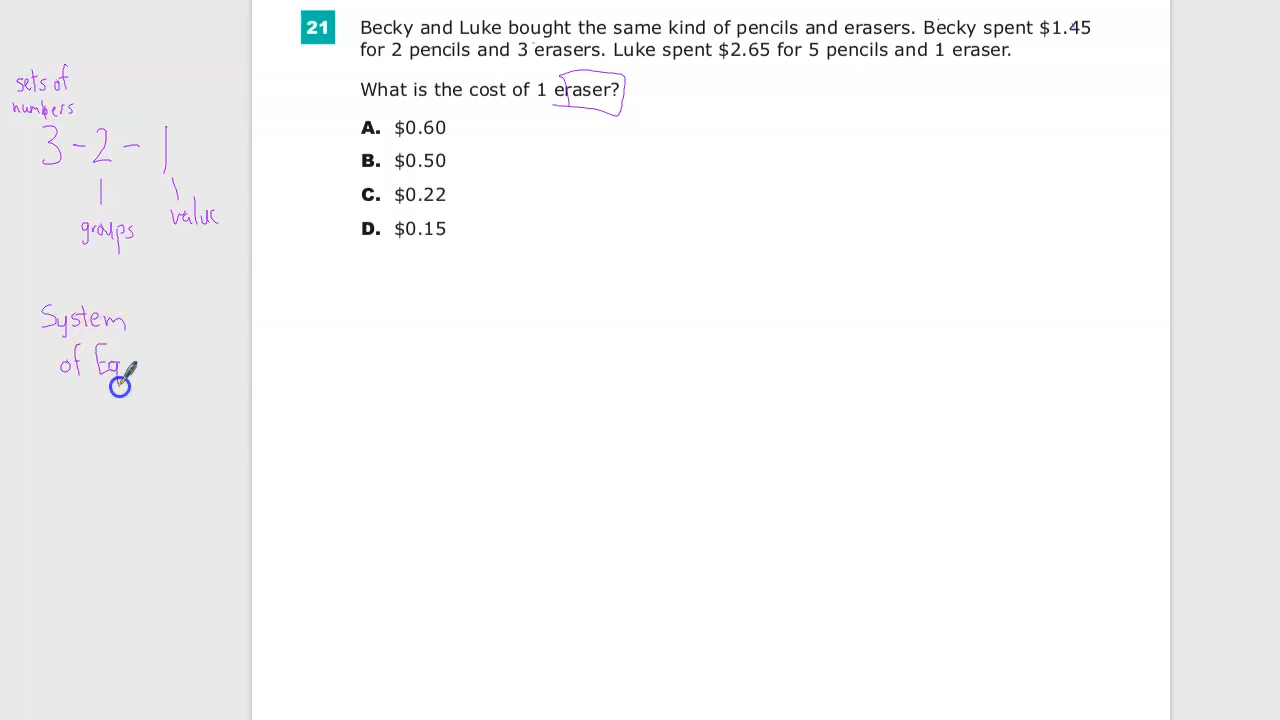 21 Becky and Luke bought the same kind of pencils and erasers. Becky spent $1.45
for 2 pencils and 3 erasers. Luke spent $2.65 for 5 pencils and 1 eraser.
What is the cost of 1 eraser?
A. $0.60
B. $0.50
C. $0.22
D. $0.15
sets of
numbers
3 - 2 - 1
groups
value
System
of Eq